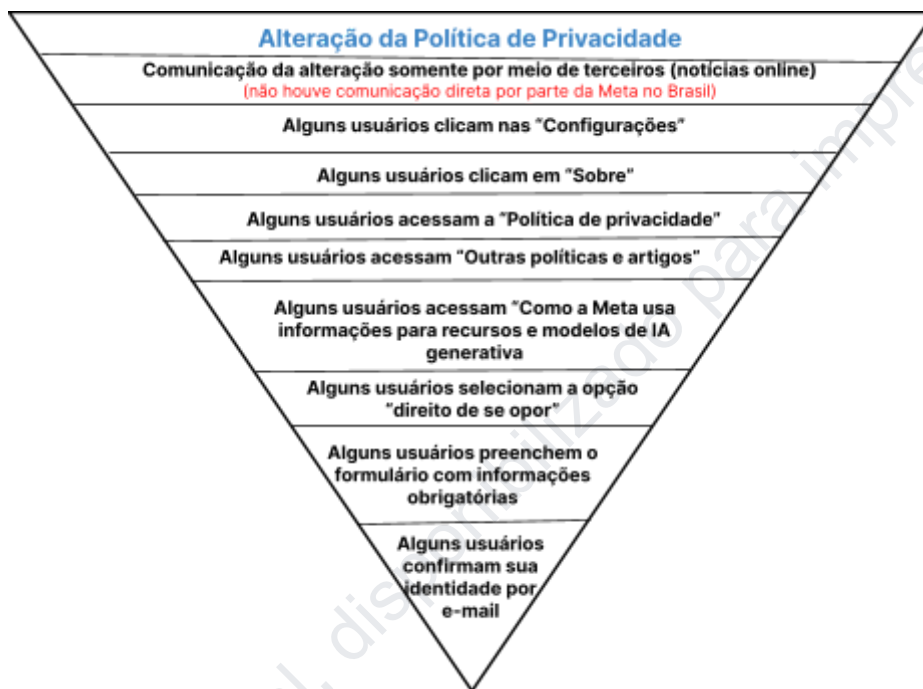 Alteração da Política de Privacidade
Comunicação da alteração somente por meio de terceiros (notícias online)
(não houve comunicação direta por parte da Meta no Brasil)
Alguns usuários clicam nas "Configurações"
Alguns usuários clicam em "Sobre"
Alguns usuários acessam a "Política de privacidade"
Alguns usuários acessam "Outras políticas e artigos"
Alguns usuários acessam "Como a Meta usa
informações para recursos e modelos de IA
generativa
Alguns usuários selecionam a opção
"direito de se opor"
Alguns usuários preenchem o
formulário com informações
obrigatórias
Alguns usuários
confirmam sua
identidade por
e-mail
disponibilizado para